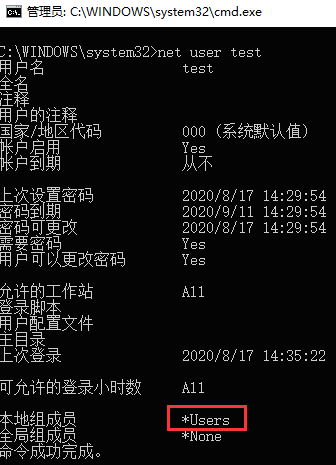 管理员: C:\WINDOWS\system32\cmd.exe
C:\WINDOWS\system32>net user test
用户名 test
全名
注释
用户的注释
国家/地区代码 000 (系统默认值)
帐户启用 Yes
帐户到期 从不
上次设置密码 2020/8/17 14:29:54
密码到期 2020/9/11 14:29:54
密码可更改 2020/8/17 14:29:54
需要密码 Yes
用户可以更改密码 Yes
允许的工作站 All
登录脚本
用户配置文件
主目录
上次登录 2020/8/17 14:35:22
可允许的登录小时数 All
本地组成员 *Users
全局组成员 *None
命令成功完成。